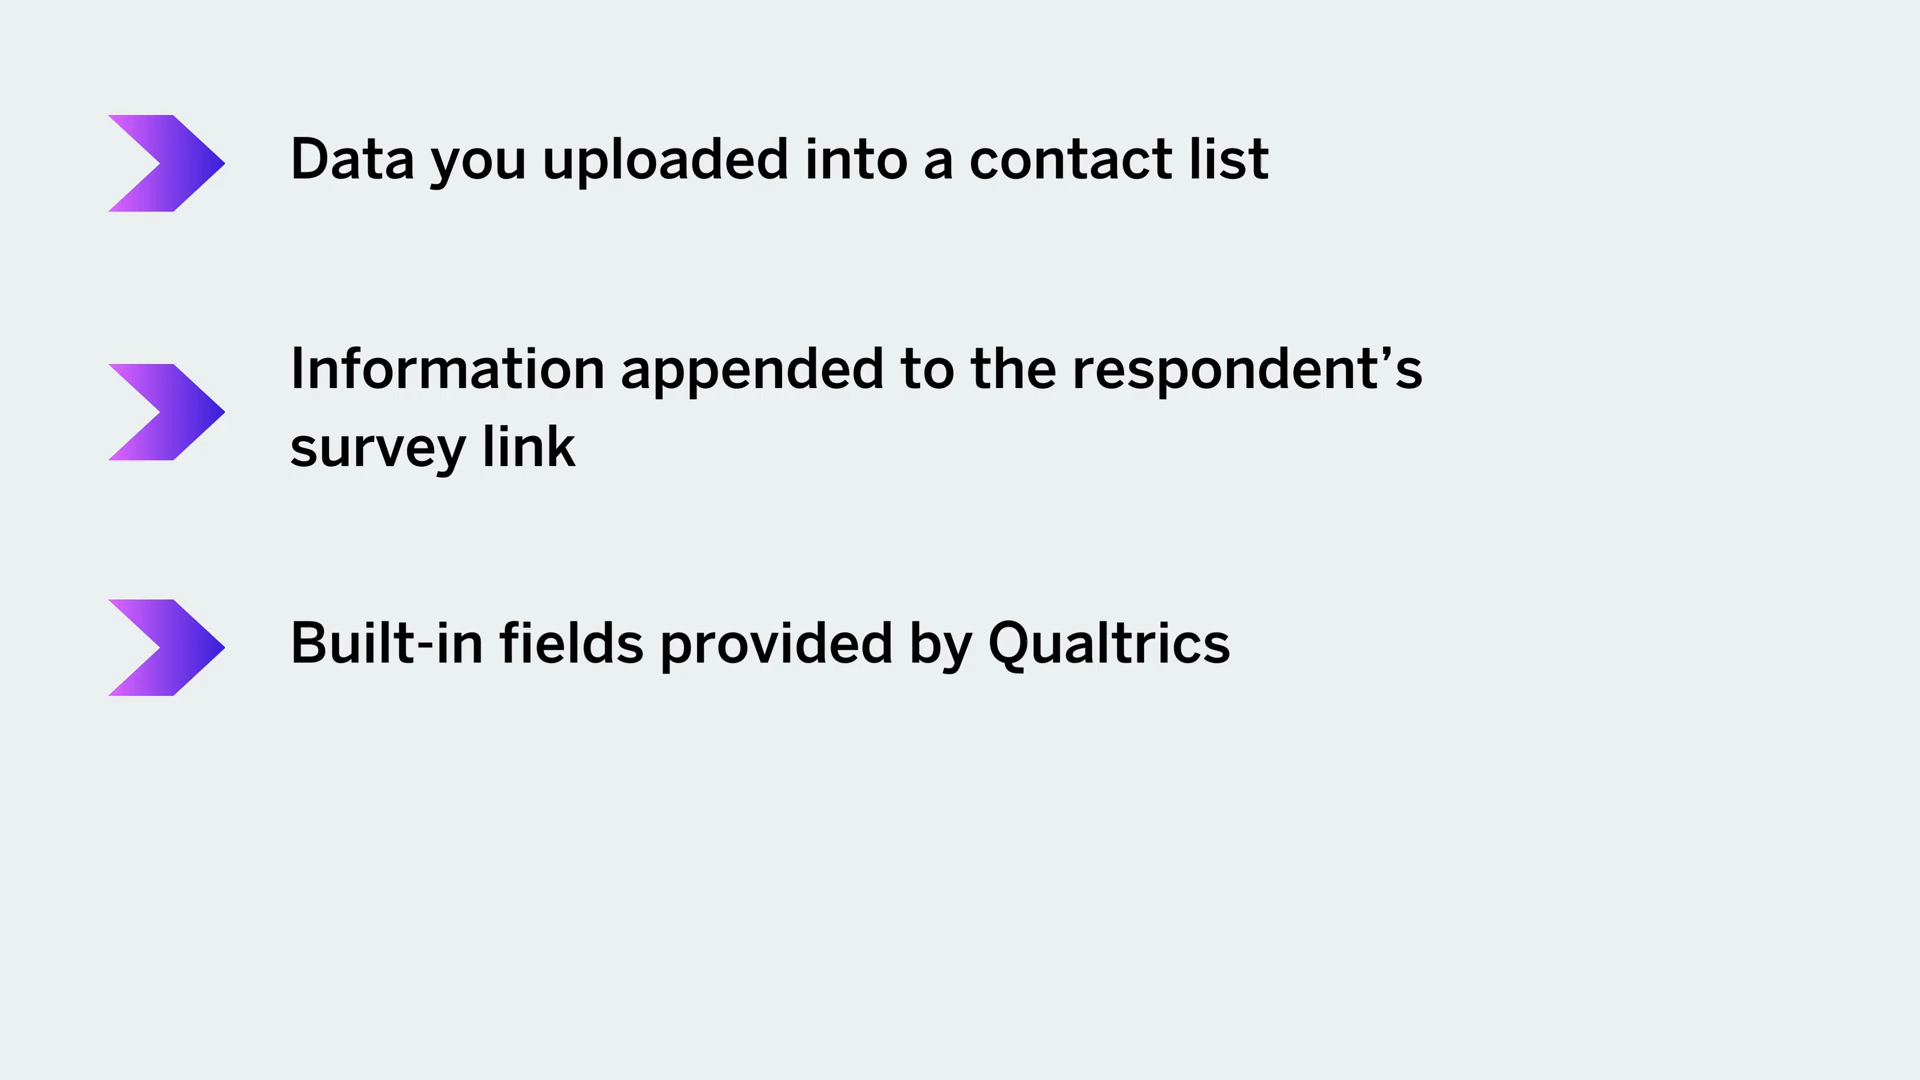 Data you uploaded into a contact list
Information appended to the respondent’s
survey link
Built-in fields provided by Qualtrics